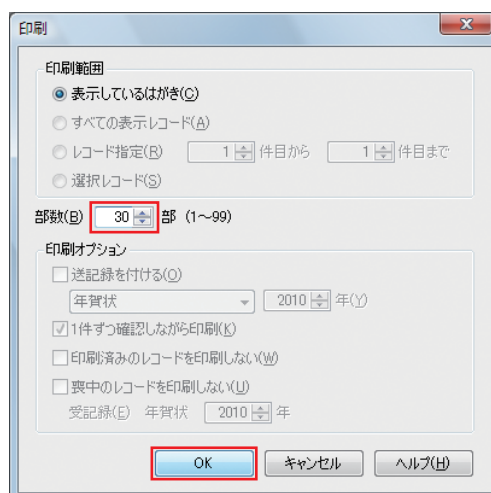 印刷
印刷範囲
表示しているはがき(C)
すべての表示レコード(A)
レコード指定(R) 1 件目から 1 件目まで
選択レコード(S)
部数(B) 30 部 (1～99)
印刷オプション
送記録を付ける(O)
年賀状 2010 年(Y)
1件ずつ確認しながら印刷(K)
印刷済みのレコードを印刷しない(W)
喪中のレコードを印刷しない(U)
受記録(E) 年賀状 2010 年
OK キャンセル ヘルプ(H)